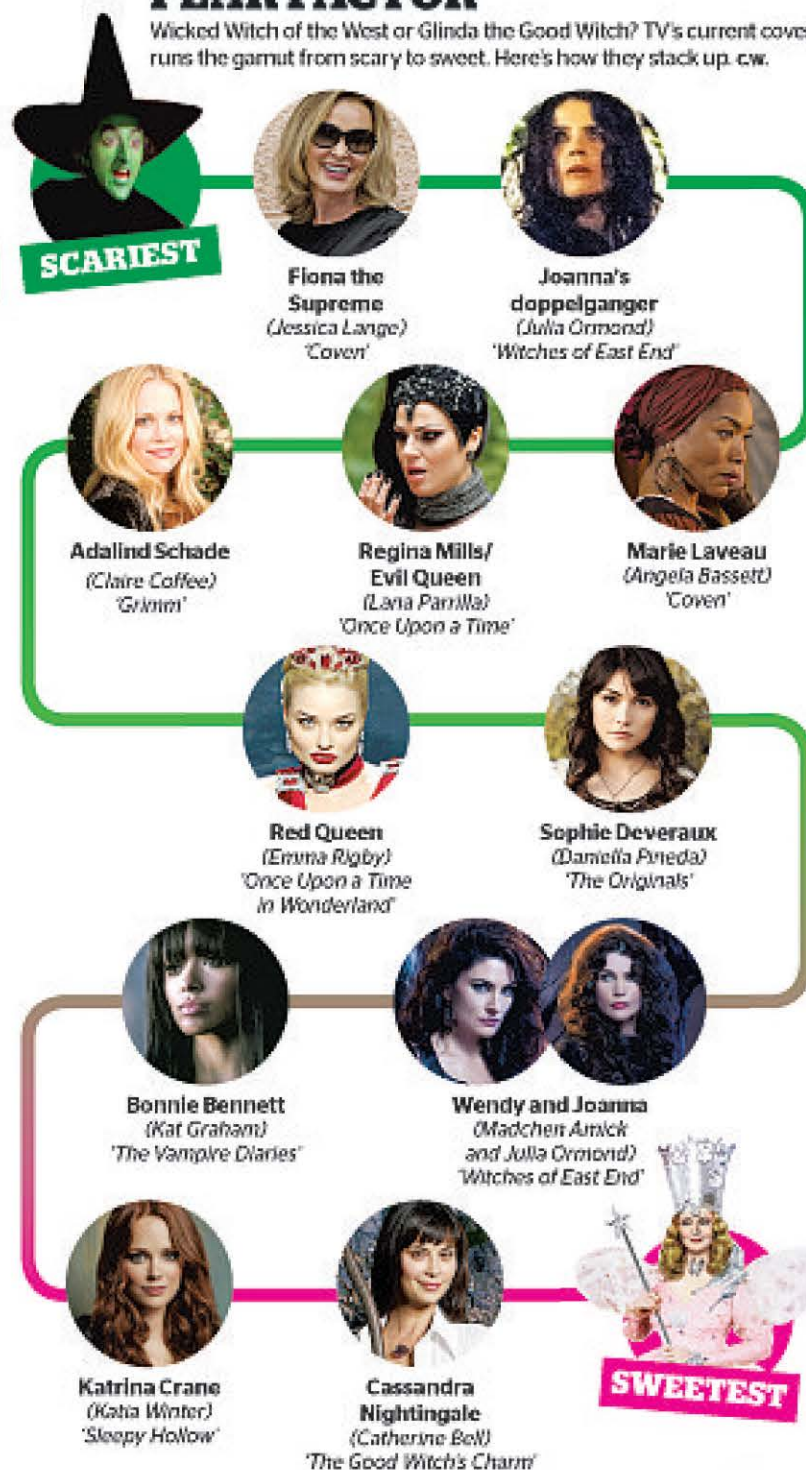 Wicked Witch of the West or Glinda the Good Witch? TV's current
runs the gamut from scary to sweet. Here's how they stack up. C.W.
SCARIEST
Fiona the
Supreme
(Jessica Lange)
'Coven'
Joanna's
doppelganger
(Julia Ormond)
'Witches of East End'
Adalind Schade
(Claire Coffee)
'Grimm'
Regina Mills/
Evil Queen
(Lana Parrilla)
'Once Upon a Time'
Marie Laveau
(Angela Bassett)
'Coven'
Red Queen
(Emma Rigby)
'Once Upon a Time
in Wonderland'
Sophie Deveraux
(Daniella Pineda)
'The Originals'
Bonnie Bennett
(Kat Graham)
'The Vampire Diaries'
Wendy and Joanna
(Madchen Amick
and Julia Ormond)
'Witches of East End'
Katrina Crane
(Katia Winter)
'Sleepy Hollow'
Cassandra
Nightingale
(Catherine Bell)
'The Good Witch's Charm'
SWEETEST